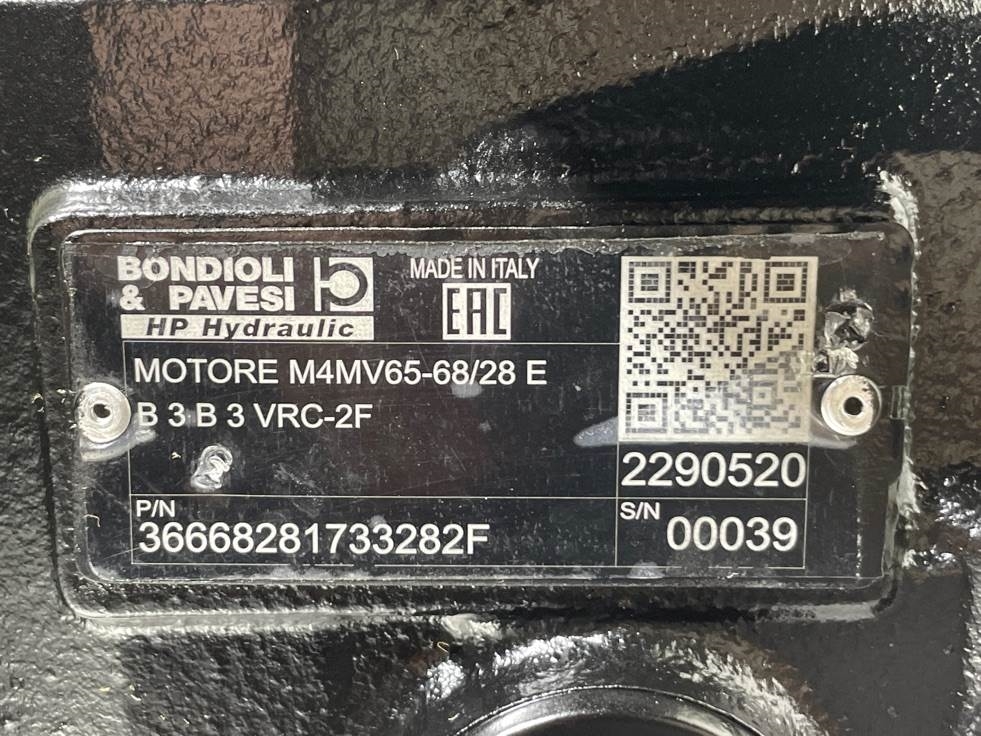 BONDIOLI
& PAVESI
HP Hydraulic
MADE IN ITALY
EAC
MOTORE M4MV65-68/28 E
B 3 B 3 VRC-2F
2290520
P/N
36668281733282F
S/N
00039